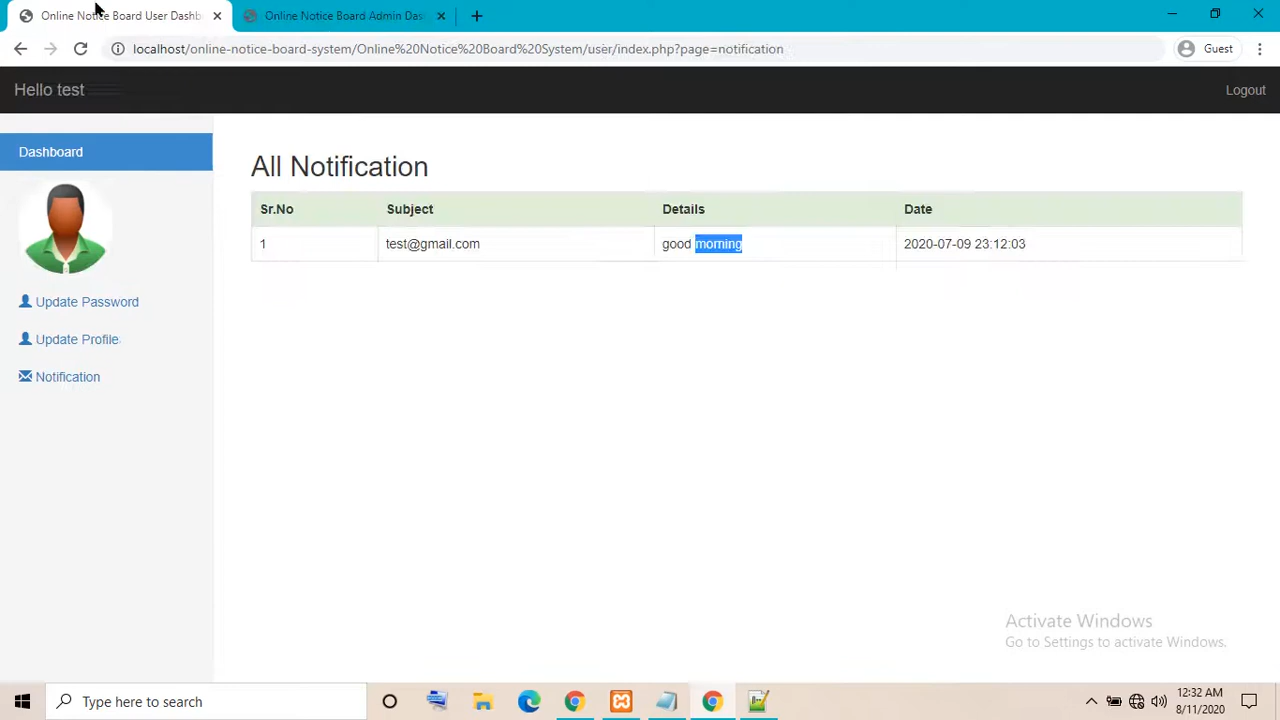 Online Notice Board User Dashb
Online Notice Board Admin Das
localhost/online-notice-board-system/Online%20Notice%20Board%20System/user/index.php?page=notification
Guest
Hello test
Logout
Dashboard
Update Password
Update Profile
Notification
All Notification
Sr.No Subject Details Date
1 test@gmail.com good morning 2020-07-09 23:12:03
Activate Windows
Go to Settings to activate Windows.
Type here to search
12:32 AM
8/11/2020